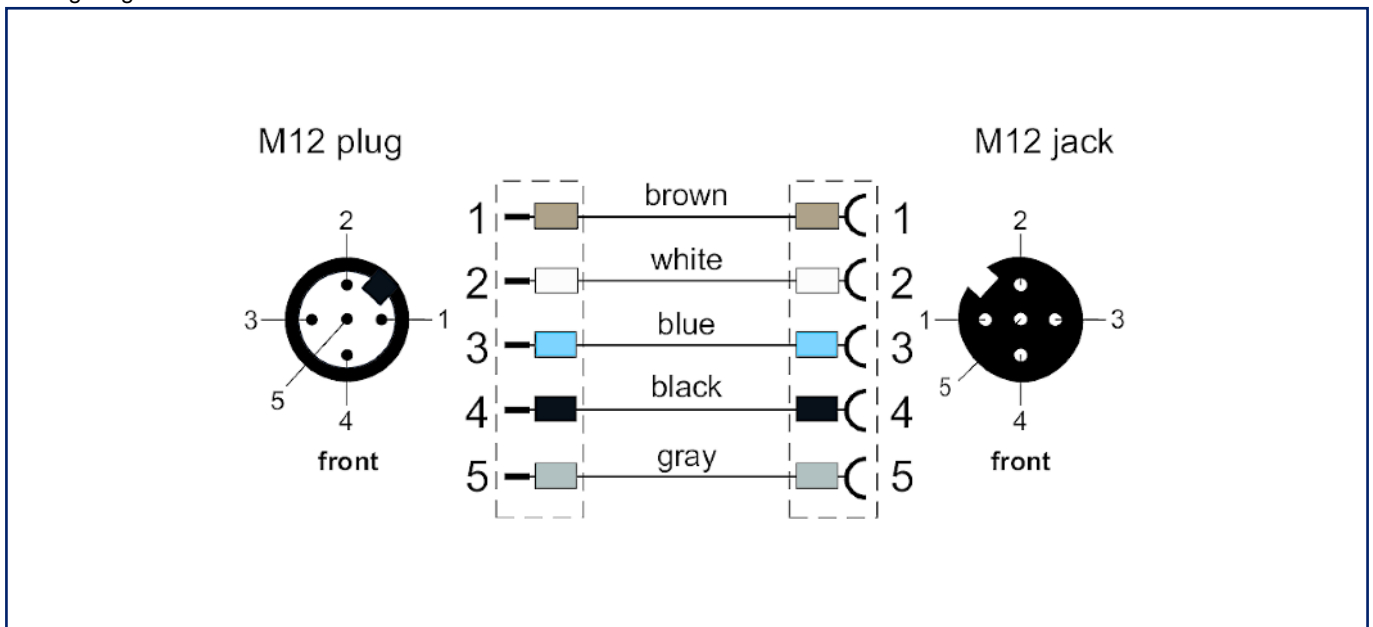 M12 plug
M12 jack
brown
1 1
2 2
white
2 2
3 1
blue
3 3
1 3
black
5 5
4 4
4 4
gray
front front
5 5